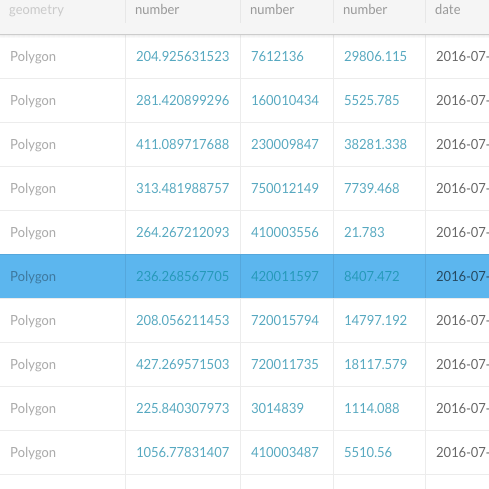 geometry number number number date
Polygon 204.925631523 7612136 29806.115 2016-07-
Polygon 281.420899296 160010434 5525.785 2016-07-
Polygon 411.089717688 230009847 38281.338 2016-07-
Polygon 313.481988757 750012149 7739.468 2016-07-
Polygon 264.267212093 410003556 21.783 2016-07-
Polygon 236.268567705 420011597 8407.472 2016-07-
Polygon 208.056211453 720015794 14797.192 2016-07-
Polygon 427.269571503 720011735 18117.579 2016-07-
Polygon 225.840307973 3014839 1114.088 2016-07-
Polygon 1056.77831407 410003487 5510.56 2016-07-